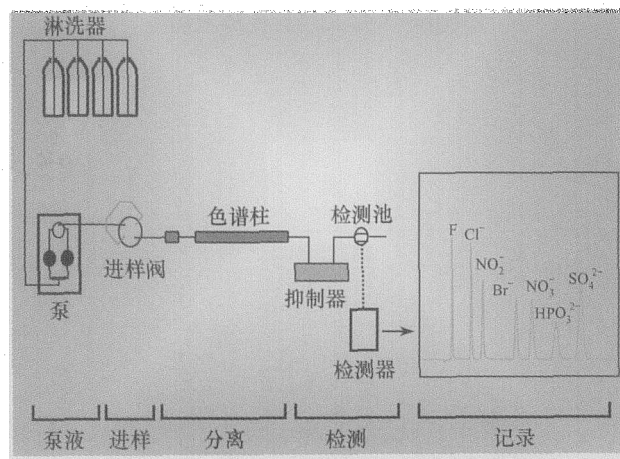 淋洗器
色谱柱
检测池
进样阀
泵
抑制器
检测器
F Cl⁻
NO₂⁻
Br⁻
NO₃⁻
HPO₃²⁻
SO₄²⁻
泵液 进样 分离 检测 记录